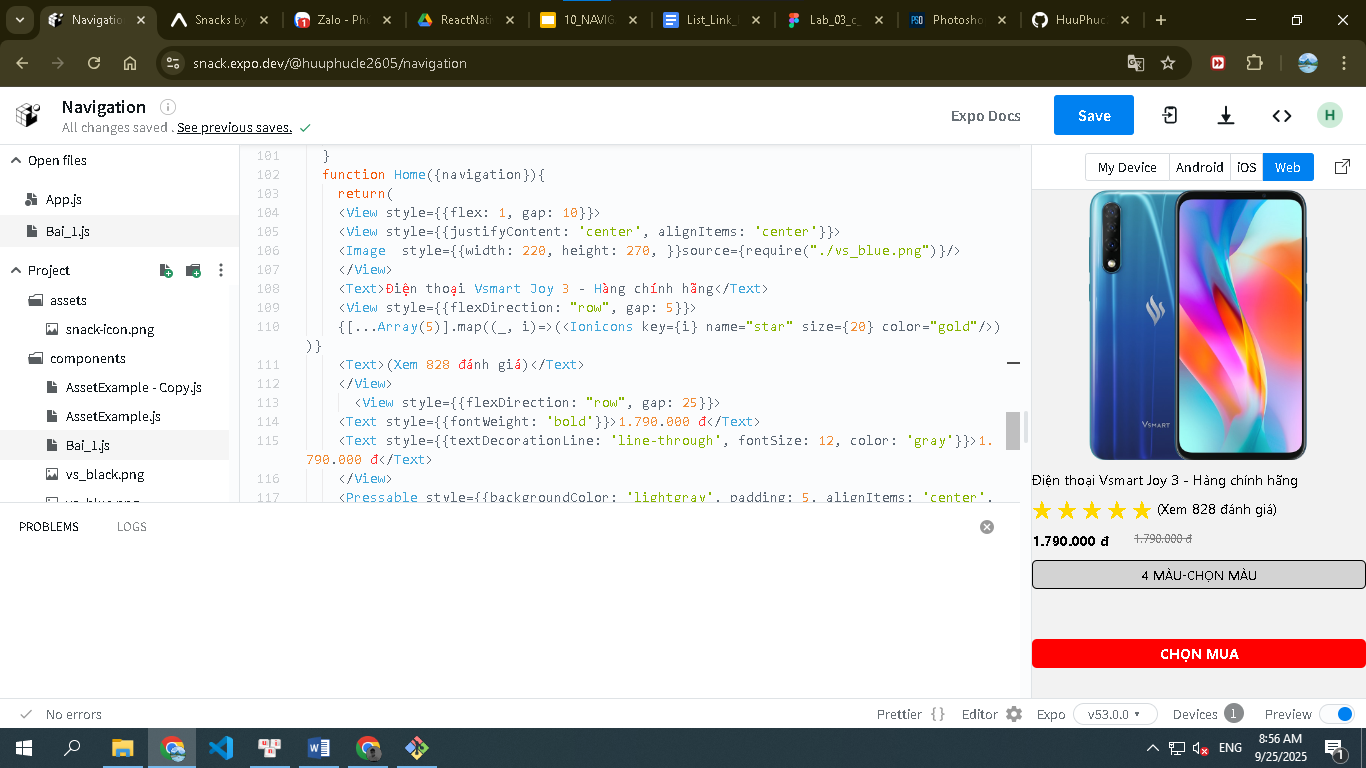 Navigatio
Snacks by
Zalo - Phu
ReactNati
10_NAVIG
List_Link_
Lab_03_c_
Photosho
HuuPhuc
snack.expo.dev/@huuphucle2605/navigation
Navigation
All changes saved . See previous saves.
Expo Docs
Save
H
Open files
App.js
Bai_1.js
Project
assets
snack-icon.png
components
AssetExample - Copy.js
AssetExample.js
Bai_1.js
vs_black.png
vs_blue.png
101 }
102 function Home({navigation}){
103 return(
104 <View style={{flex: 1, gap: 10}}>
105 <View style={{justifyContent: 'center', alignItems: 'center'}}>
106 <Image  style={{width: 220, height: 270, }}source={require("./vs_blue.png")}/>
107 </View>
108 <Text>Điện thoại Vsmart Joy 3 - Hàng chính hãng</Text>
109 <View style={{flexDirection: "row", gap: 5}}>
110 {[...Array(5)].map((_, i)=>(<Ionicons key={i} name="star" size={20} color="gold"/>)
)}
111 <Text>(Xem 828 đánh giá)</Text>
112 </View>
113 <View style={{flexDirection: "row", gap: 25}}>
114 <Text style={{fontWeight: 'bold'}}>1.790.000 đ</Text>
115 <Text style={{textDecorationLine: 'line-through', fontSize: 12, color: 'gray'}}>1.
790.000 đ</Text>
116 </View>
117 <Pressable style={{backgroundColor: 'lightgray', padding: 5, alignItems: 'center',
PROBLEMS
LOGS
My Device
Android
iOS
Web
VSMART
Điện thoại Vsmart Joy 3 - Hàng chính hãng
(Xem 828 đánh giá)
1.790.000 đ
1.790.000 đ
4 MÀU-CHỌN MÀU
CHỌN MUA
No errors
Prettier {}
Editor
Expo
v53.0.0
Devices 1
Preview
ENG
8:56 AM
9/25/2025
1